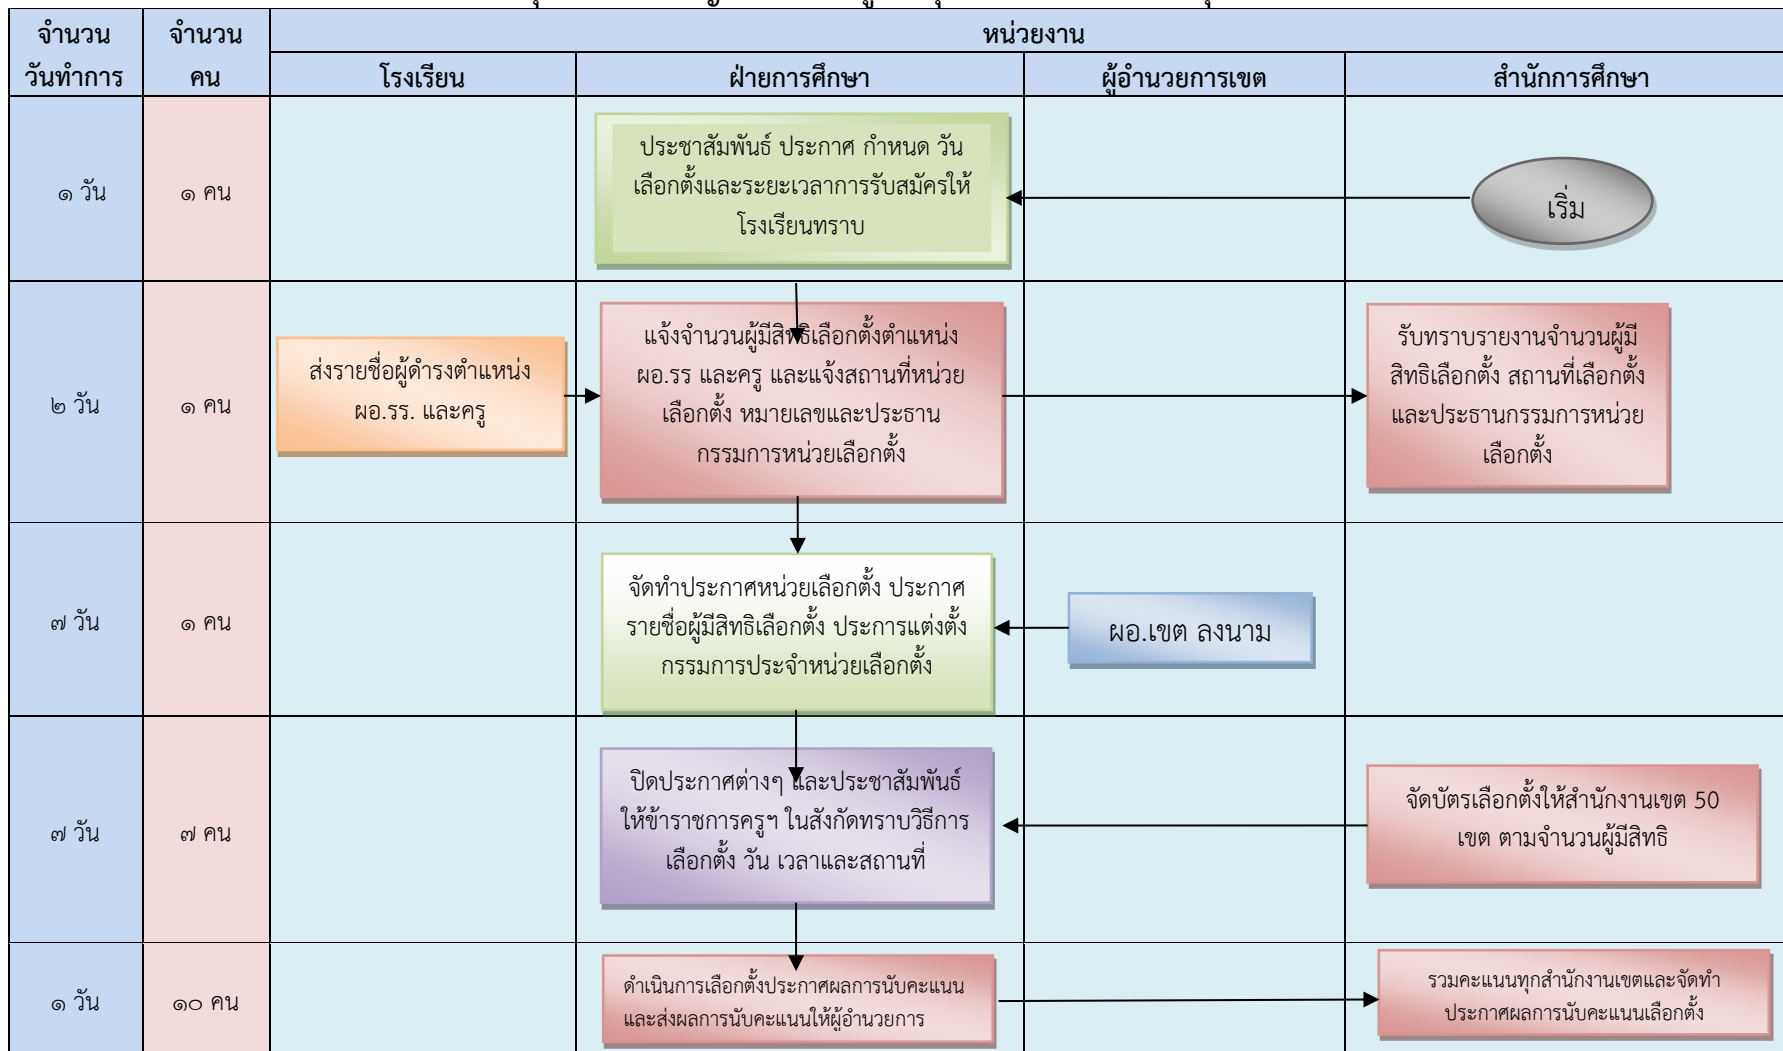 จำนวน
วันทำการ
จำนวน
คน
หน่วยงาน
โรงเรียน
ฝ่ายการศึกษา
ผู้อำนวยการเขต
สำนักการศึกษา
๑ วัน
๑ คน
ประชาสัมพันธ์ ประกาศ กำหนด วัน
เลือกตั้งและระยะเวลาการรับสมัครให้
โรงเรียนทราบ
เริ่ม
๒ วัน
๑ คน
ส่งรายชื่อผู้ดำรงตำแหน่ง
ผอ.รร. และครู
แจ้งจำนวนผู้มีสิทธิเลือกตั้งตำแหน่ง
ผอ.รร และครู และแจ้งสถานที่หน่วย
เลือกตั้ง หมายเลขและประธาน
กรรมการหน่วยเลือกตั้ง
รับทราบรายงานจำนวนผู้มี
สิทธิเลือกตั้ง สถานที่เลือกตั้ง
และประธานกรรมการหน่วย
เลือกตั้ง
๗ วัน
๑ คน
จัดทำประกาศหน่วยเลือกตั้ง ประกาศ
รายชื่อผู้มีสิทธิเลือกตั้ง ประการแต่งตั้ง
กรรมการประจำหน่วยเลือกตั้ง
ผอ.เขต ลงนาม
๗ วัน
๗ คน
ปิดประกาศต่างๆ และประชาสัมพันธ์
ให้ข้าราชการครูฯ ในสังกัดทราบวิธีการ
เลือกตั้ง วัน เวลาและสถานที่
จัดบัตรเลือกตั้งให้สำนักงานเขต 50
เขต ตามจำนวนผู้มีสิทธิ
๑ วัน
๑๐ คน
ดำเนินการเลือกตั้งประกาศผลการนับคะแนน
และส่งผลการนับคะแนนให้ผู้อำนวยการ
รวมคะแนนทุกสำนักงานเขตและจัดทำ
ประกาศผลการนับคะแนนเลือกตั้ง